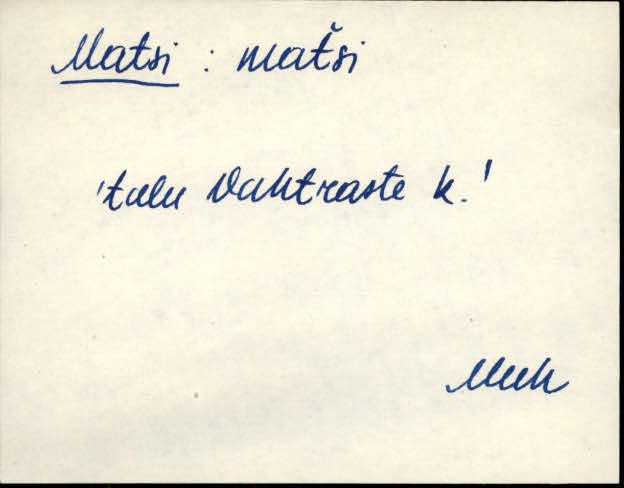 Matsi : matši
'talu Vahtraste k.'
Muh